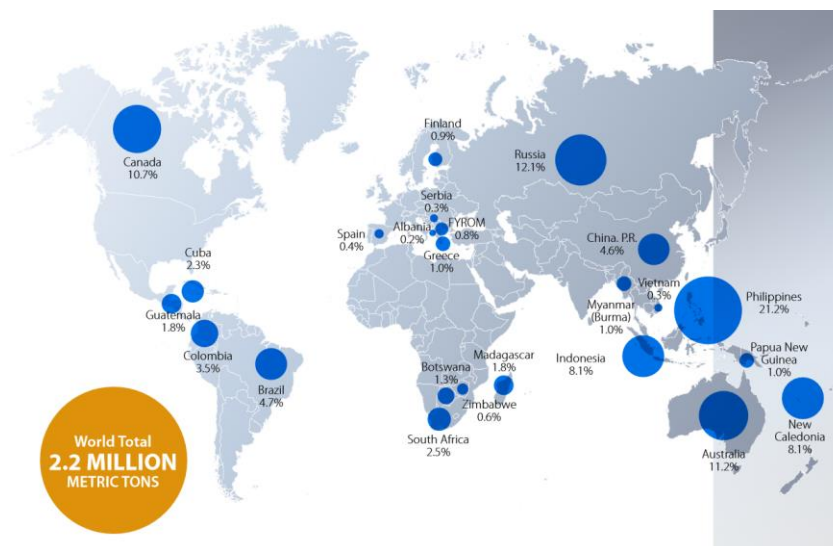 Canada
10.7%
Finland
0.9%
Russia
12.1%
Serbia
0.3%
Spain
0.4%
Albania
0.2%
FYROM
0.8%
Greece
1.0%
China. P.R.
4.6%
Cuba
2.3%
Guatemala
1.8%
Colombia
3.5%
Brazil
4.7%
Vietnam
0.3%
Myanmar
(Burma)
1.0%
Philippines
21.2%
Indonesia
8.1%
Papua New
Guinea
1.0%
Botswana
1.3%
Madagascar
1.8%
Zimbabwe
0.6%
South Africa
2.5%
Australia
11.2%
New
Caledonia
8.1%
World Total
2.2 MILLION
METRIC TONS